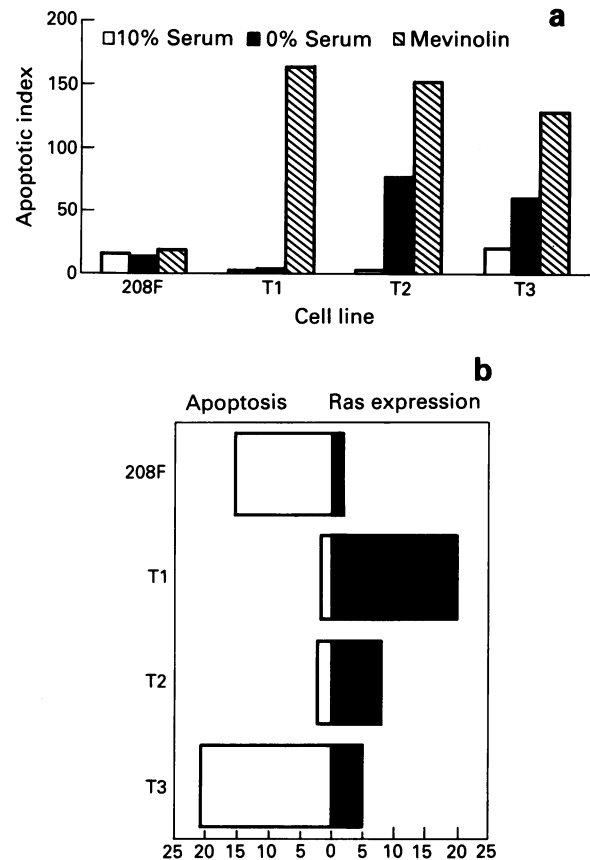 a
200
10% Serum 0% Serum Mevinolin
150
100
50
0
Apoptotic index
208F T1 T2 T3
Cell line
b
Apoptosis Ras expression
208F
T1
T2
T3
25 20 15 10 5 0 5 10 15 20 25